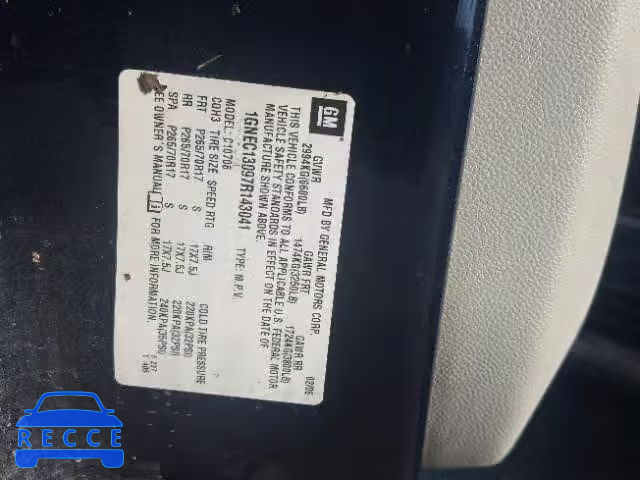 GM
MFD BY GENERAL MOTORS CORP. 02/06
GVWR GAWR FRT GAWR RR
2994KG(6600LB) 1474KG(3250LB) 1724KG(3800LB)
THIS VEHICLE CONFORMS TO ALL APPLICABLE U.S. FEDERAL MOTOR
VEHICLE SAFETY STANDARDS IN EFFECT ON THE DATE OF
MANUFACTURE SHOWN ABOVE.
1GNEC13097R143041 TYPE: M.P.V.
MODEL: C10706
COH3 TIRE SIZE SPEED RTG RIM COLD TIRE PRESSURE
FRT P265/70R17 S 17X7.5J 220KPA(32PSI)
RR P265/70R17 S 17X7.5J 220KPA(32PSI)
SPA P265/70R17 S 17X7.5J 240KPA(35PSI)
EE OWNER'S MANUAL FOR MORE INFORMATION.
RECCE